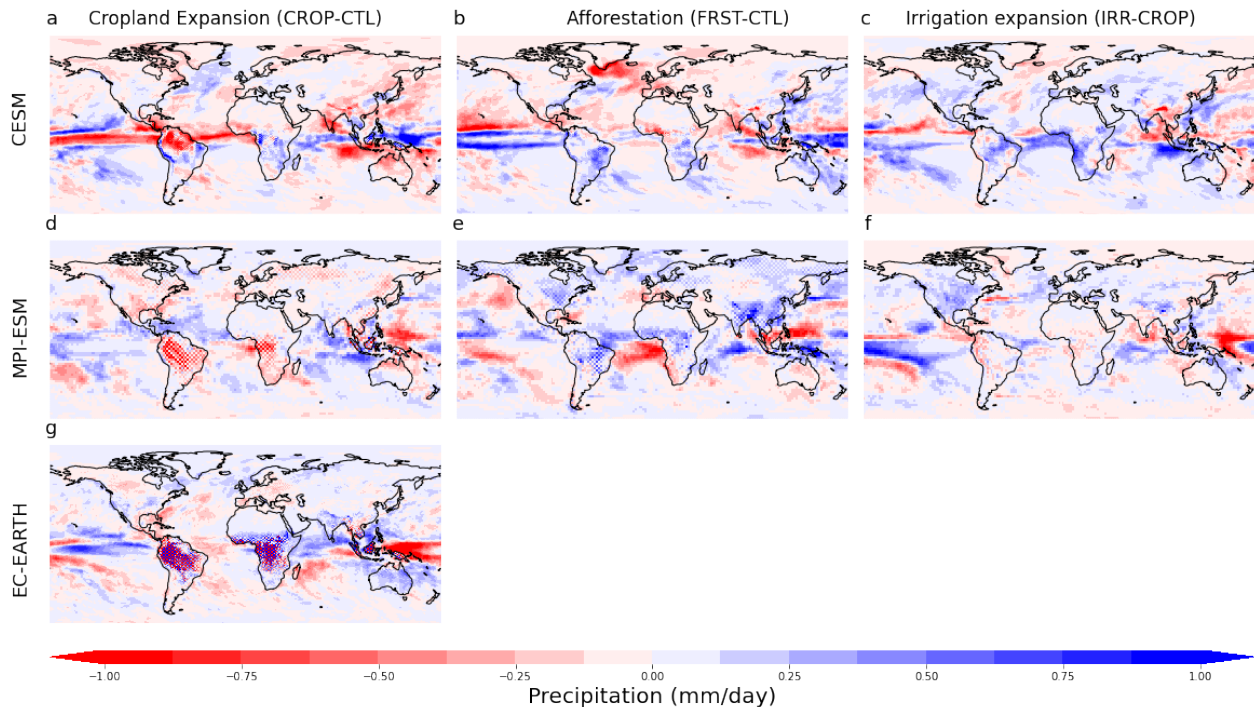 a Cropland Expansion (CROP-CTL)
b Afforestation (FRST-CTL)
c Irrigation expansion (IRR-CROP)
CESM
d
e
f
MPI-ESM
g
EC-EARTH
−1.00 −0.75 −0.50 −0.25 0.00 0.25 0.50 0.75 1.00
Precipitation (mm/day)